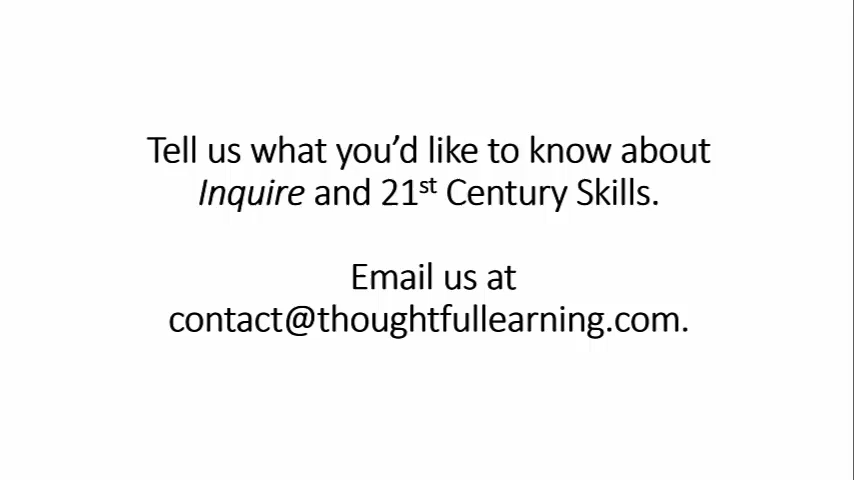 Tell us what you’d like to know about
Inquire and 21st Century Skills.
Email us at
contact@thoughtfullearning.com.